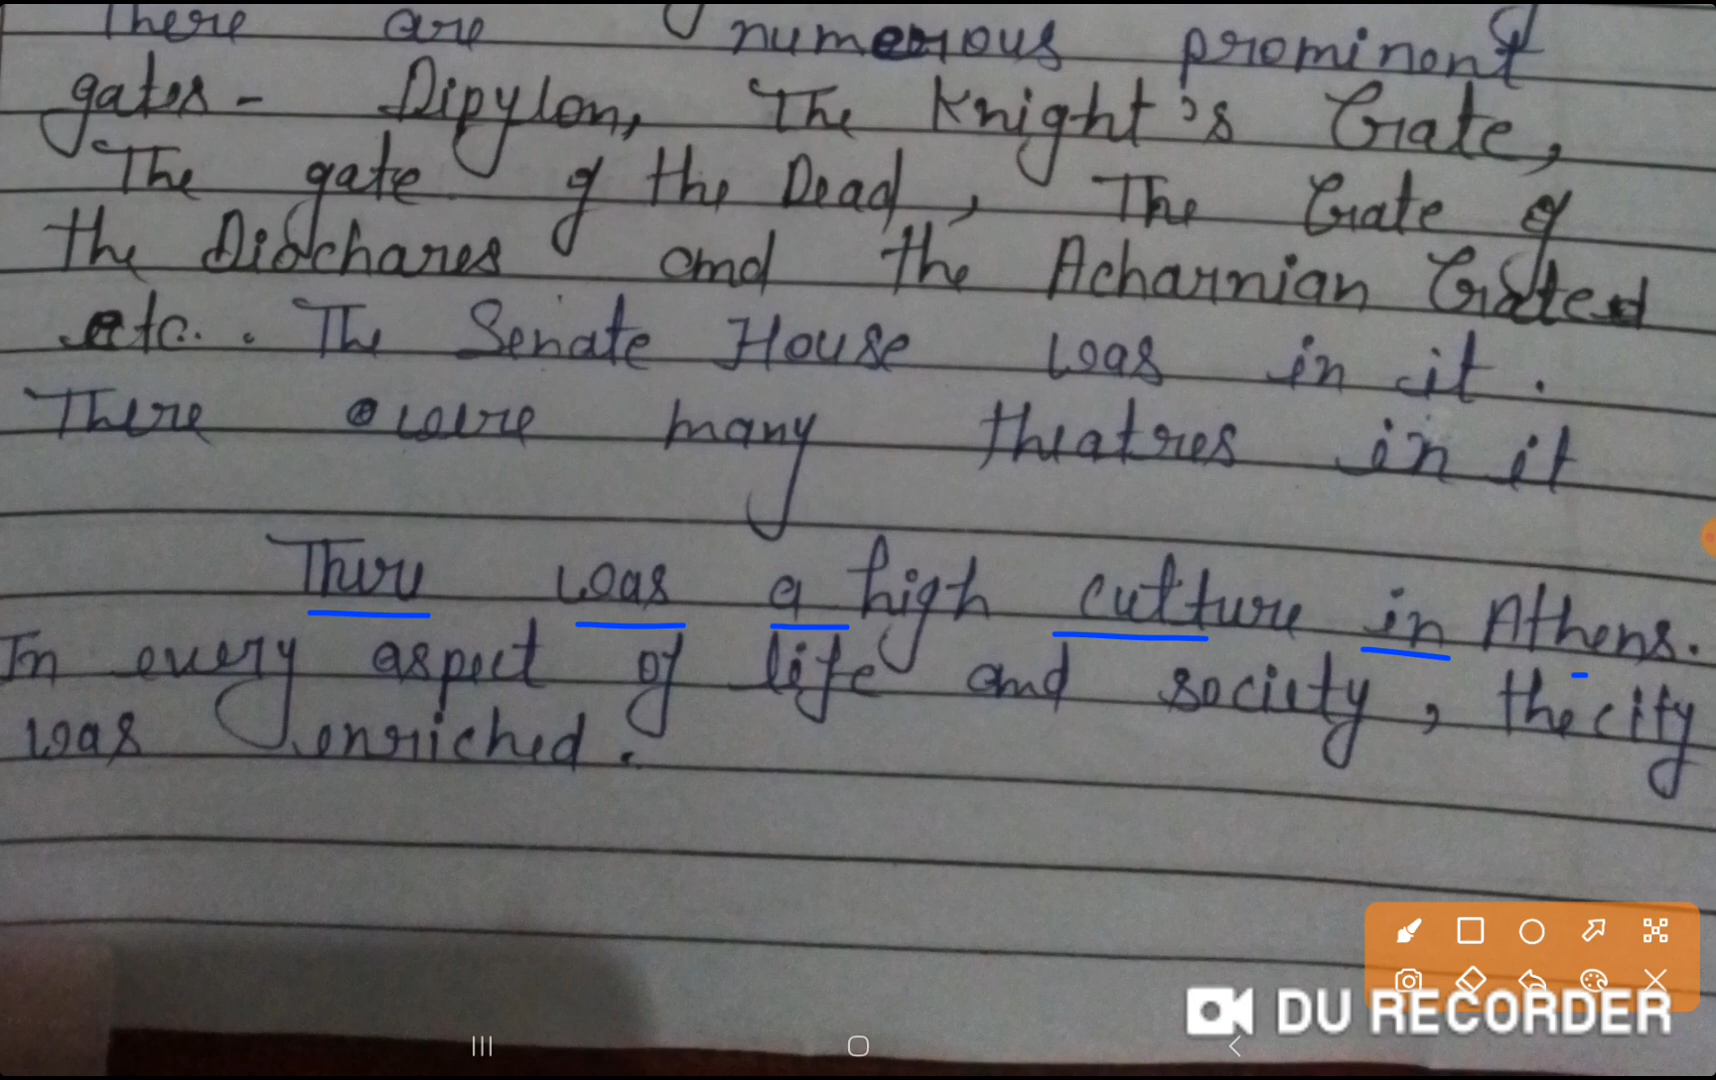 There are numerous prominent
gates - Dipylon, The Knight's Gate,
The gate of the Dead, The Gate of
the Diochares and the Acharnian Gated
etc. . The Senate House was in it.
There were many theatres in it
There was a high culture in Athens.
In every aspect of life and society, the city
was enriched.
DU RECORDER